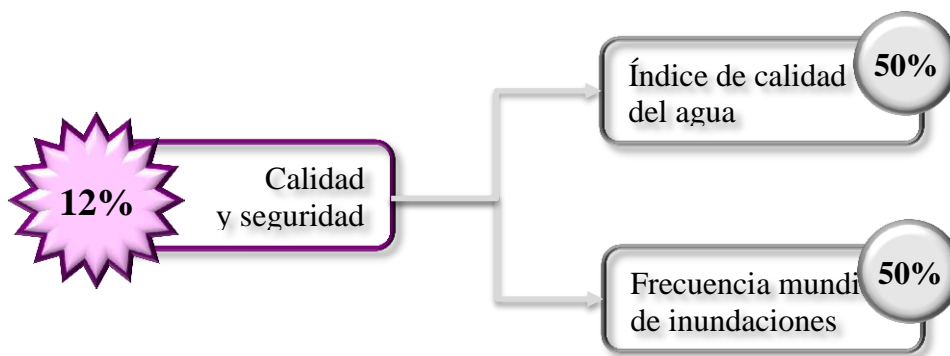 12%
Calidad
y seguridad
50%
Índice de calidad
del agua
50%
Frecuencia mundi
de inundaciones